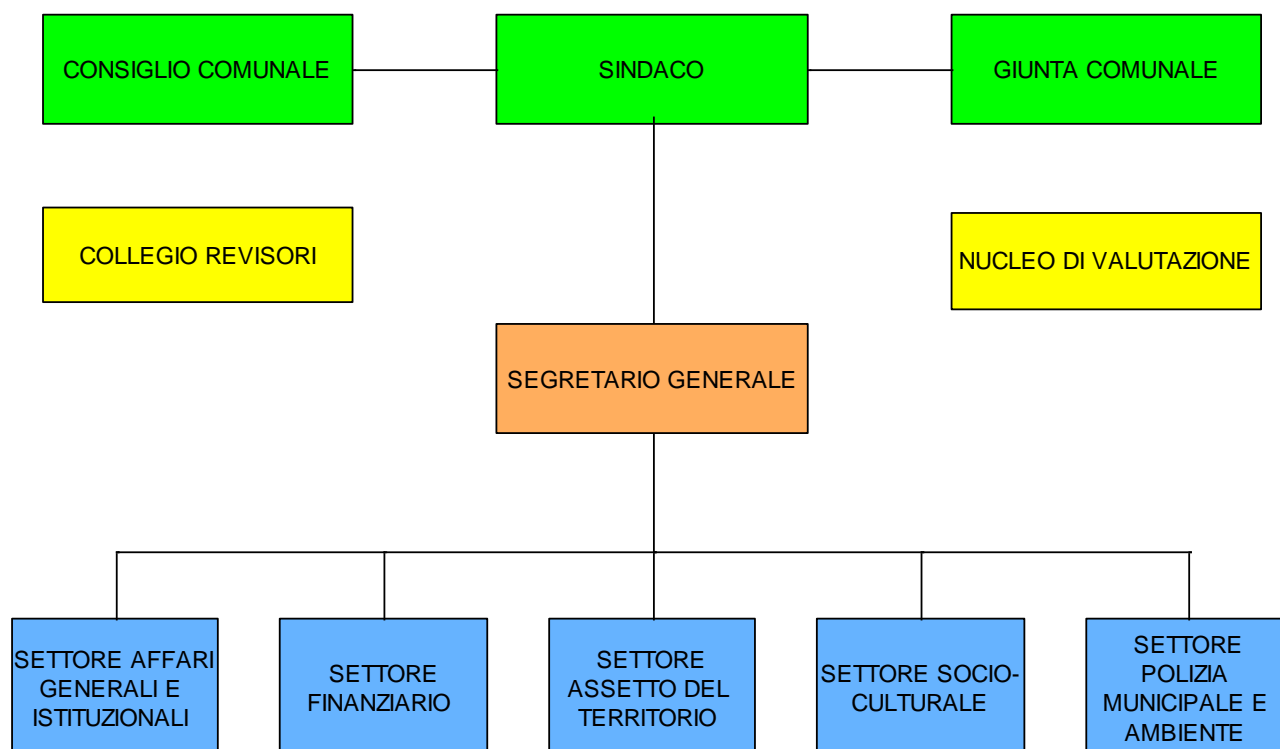 CONSIGLIO COMUNALE
SINDACO
GIUNTA COMUNALE
COLLEGIO REVISORI
NUCLEO DI VALUTAZIONE
SEGRETARIO GENERALE
SETTORE AFFARI
GENERALI E
ISTITUZIONALI
SETTORE
FINANZIARIO
SETTORE
ASSETTO DEL
TERRITORIO
SETTORE SOCIO-
CULTURALE
SETTORE
POLIZIA
MUNICIPALE E
AMBIENTE